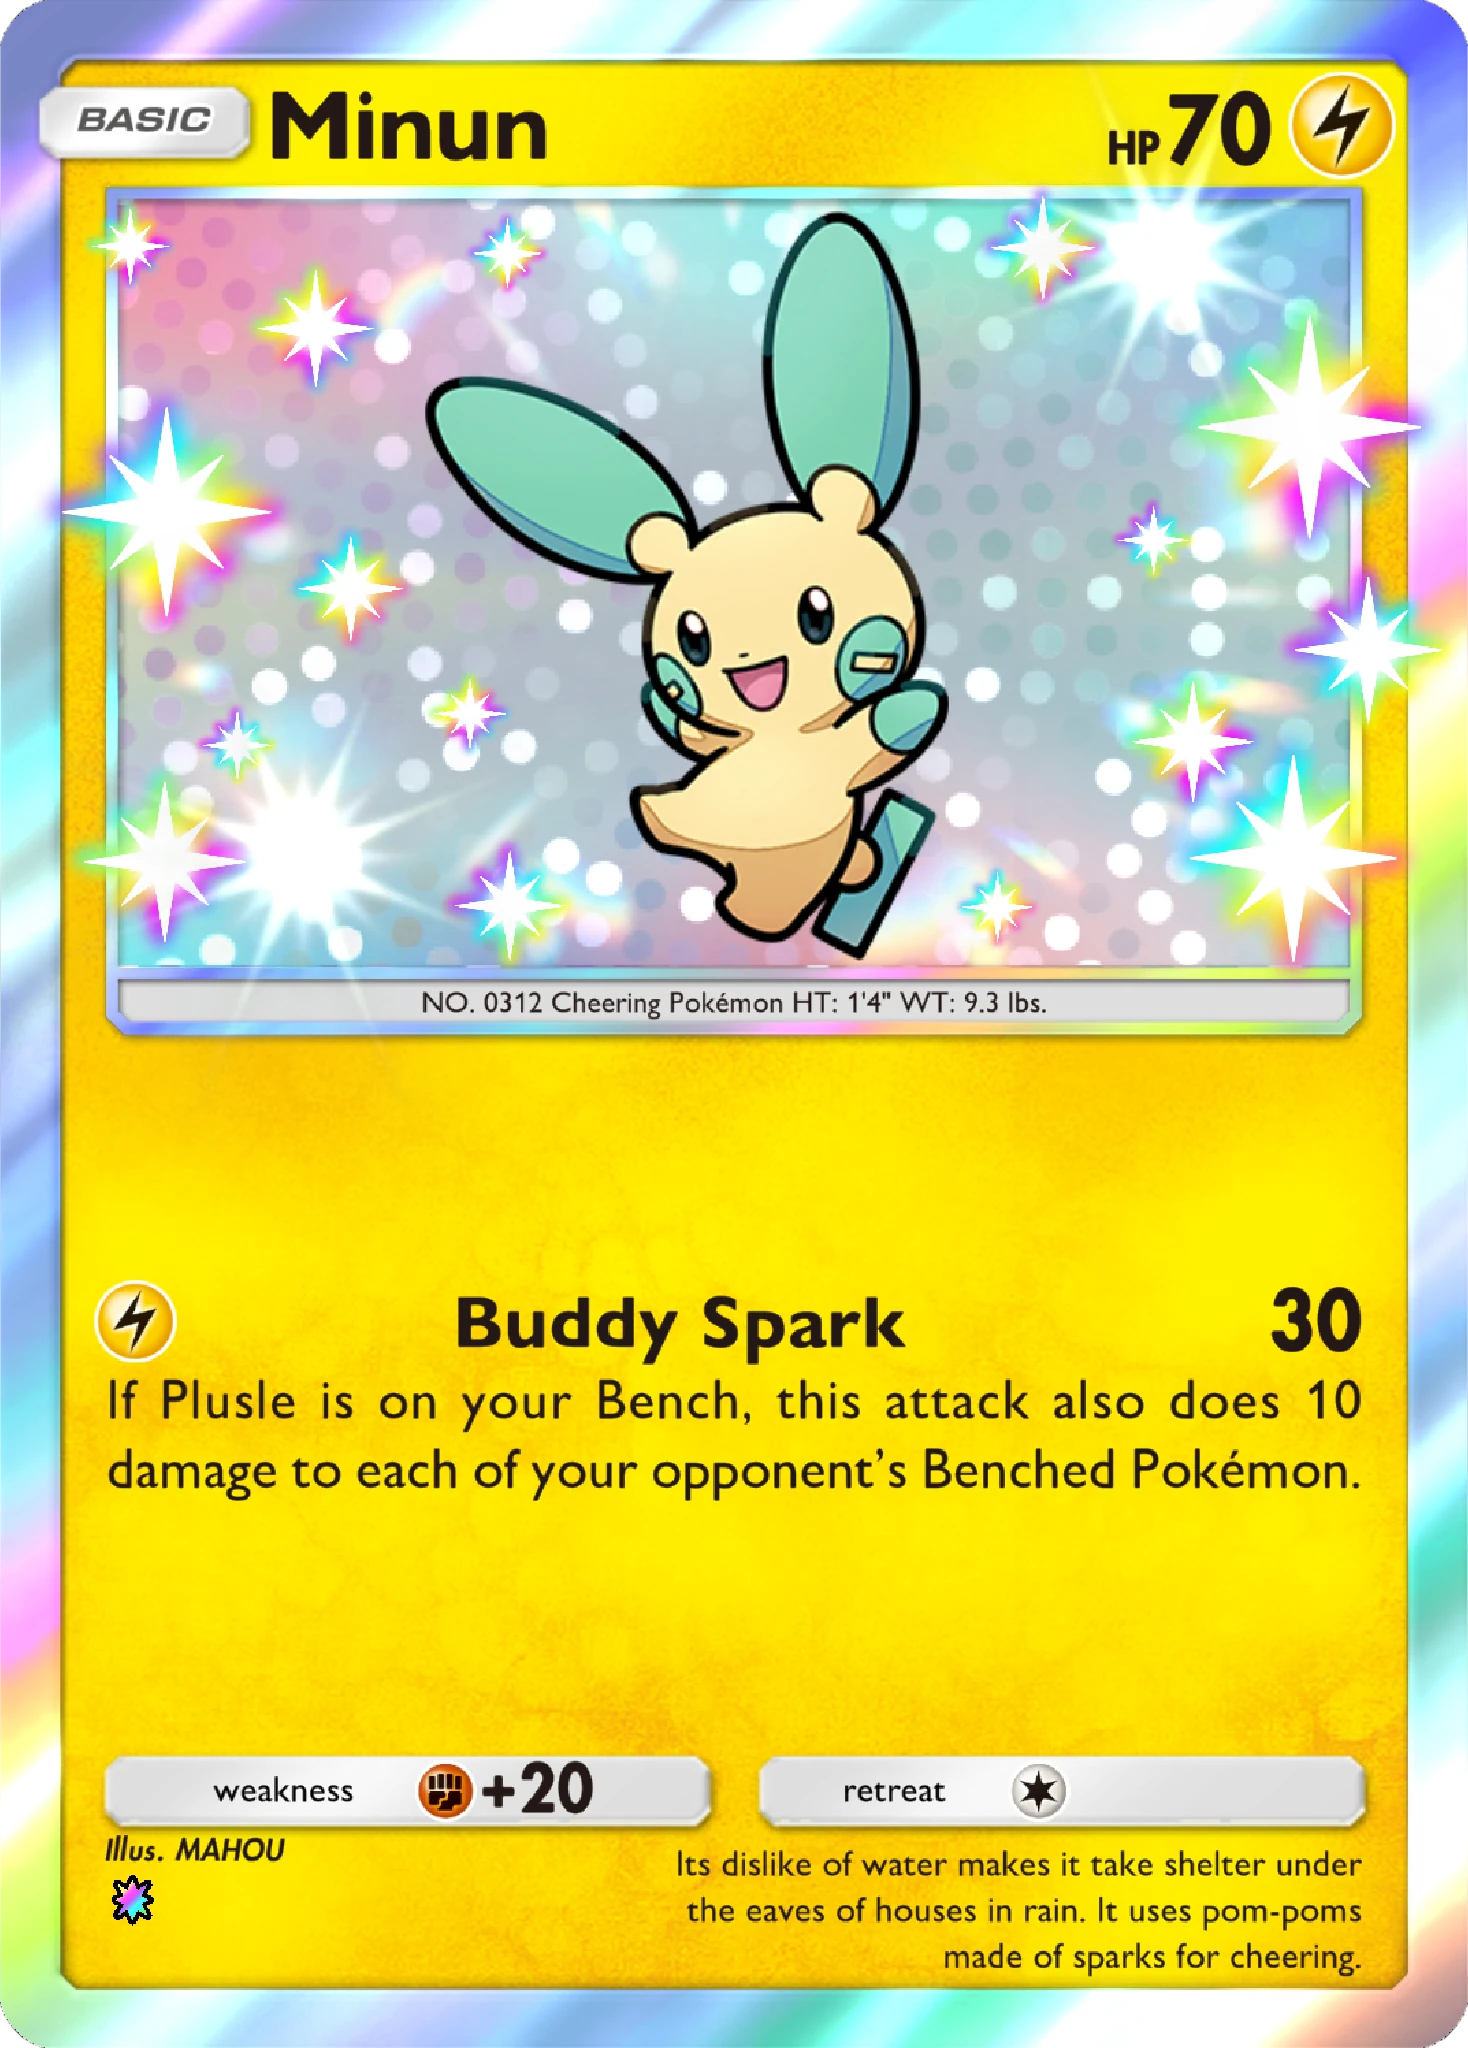 BASIC
Minun
HP 70
NO. 0312 Cheering Pokémon HT: 1'4" WT: 9.3 lbs.
Buddy Spark 30
If Plusle is on your Bench, this attack also does 10
damage to each of your opponent’s Benched Pokémon.
weakness +20
retreat
Illus. MAHOU
Its dislike of water makes it take shelter under
the eaves of houses in rain. It uses pom-poms
made of sparks for cheering.